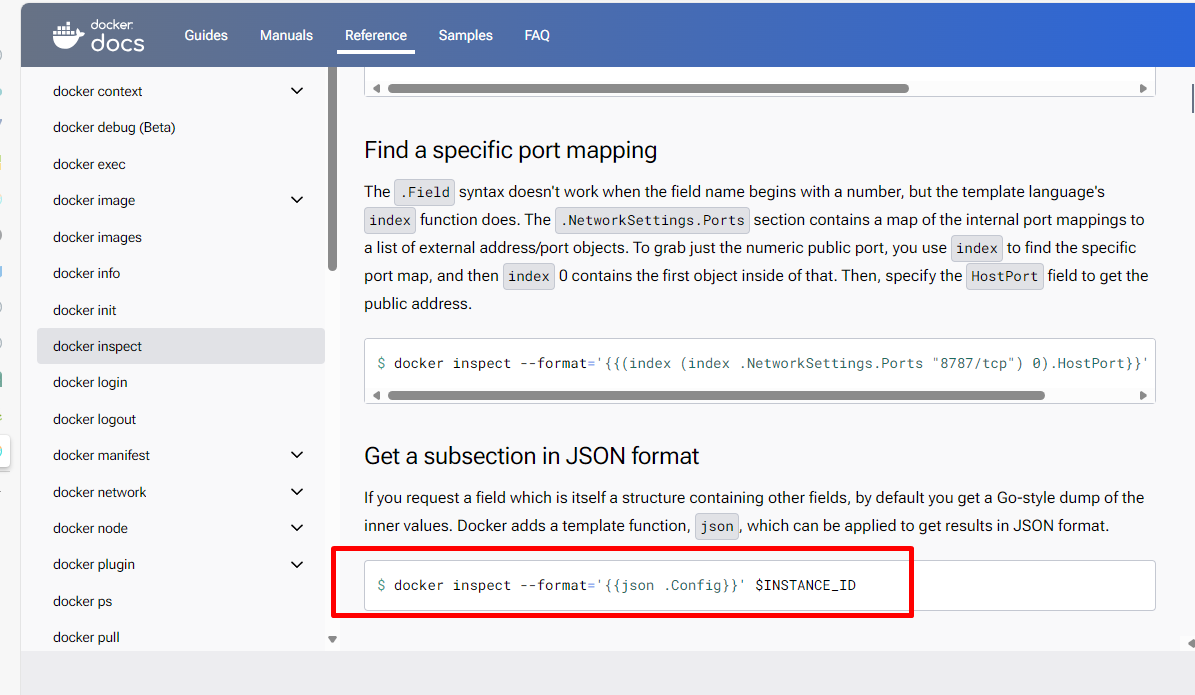 docker
docs
Guides
Manuals
Reference
Samples
FAQ
docker context
docker debug (Beta)
docker exec
docker image
docker images
docker info
docker init
docker inspect
docker login
docker logout
docker manifest
docker network
docker node
docker plugin
docker ps
docker pull
Find a specific port mapping
The .Field syntax doesn't work when the field name begins with a number, but the template language's
index function does. The .NetworkSettings.Ports section contains a map of the internal port mappings to
a list of external address/port objects. To grab just the numeric public port, you use index to find the specific
port map, and then index 0 contains the first object inside of that. Then, specify the HostPort field to get the
public address.
$ docker inspect --format='{{(index (index .NetworkSettings.Ports "8787/tcp") 0).HostPort}}'
Get a subsection in JSON format
If you request a field which is itself a structure containing other fields, by default you get a Go-style dump of the
inner values. Docker adds a template function, json, which can be applied to get results in JSON format.
$ docker inspect --format='{{json .Config}}' $INSTANCE_ID